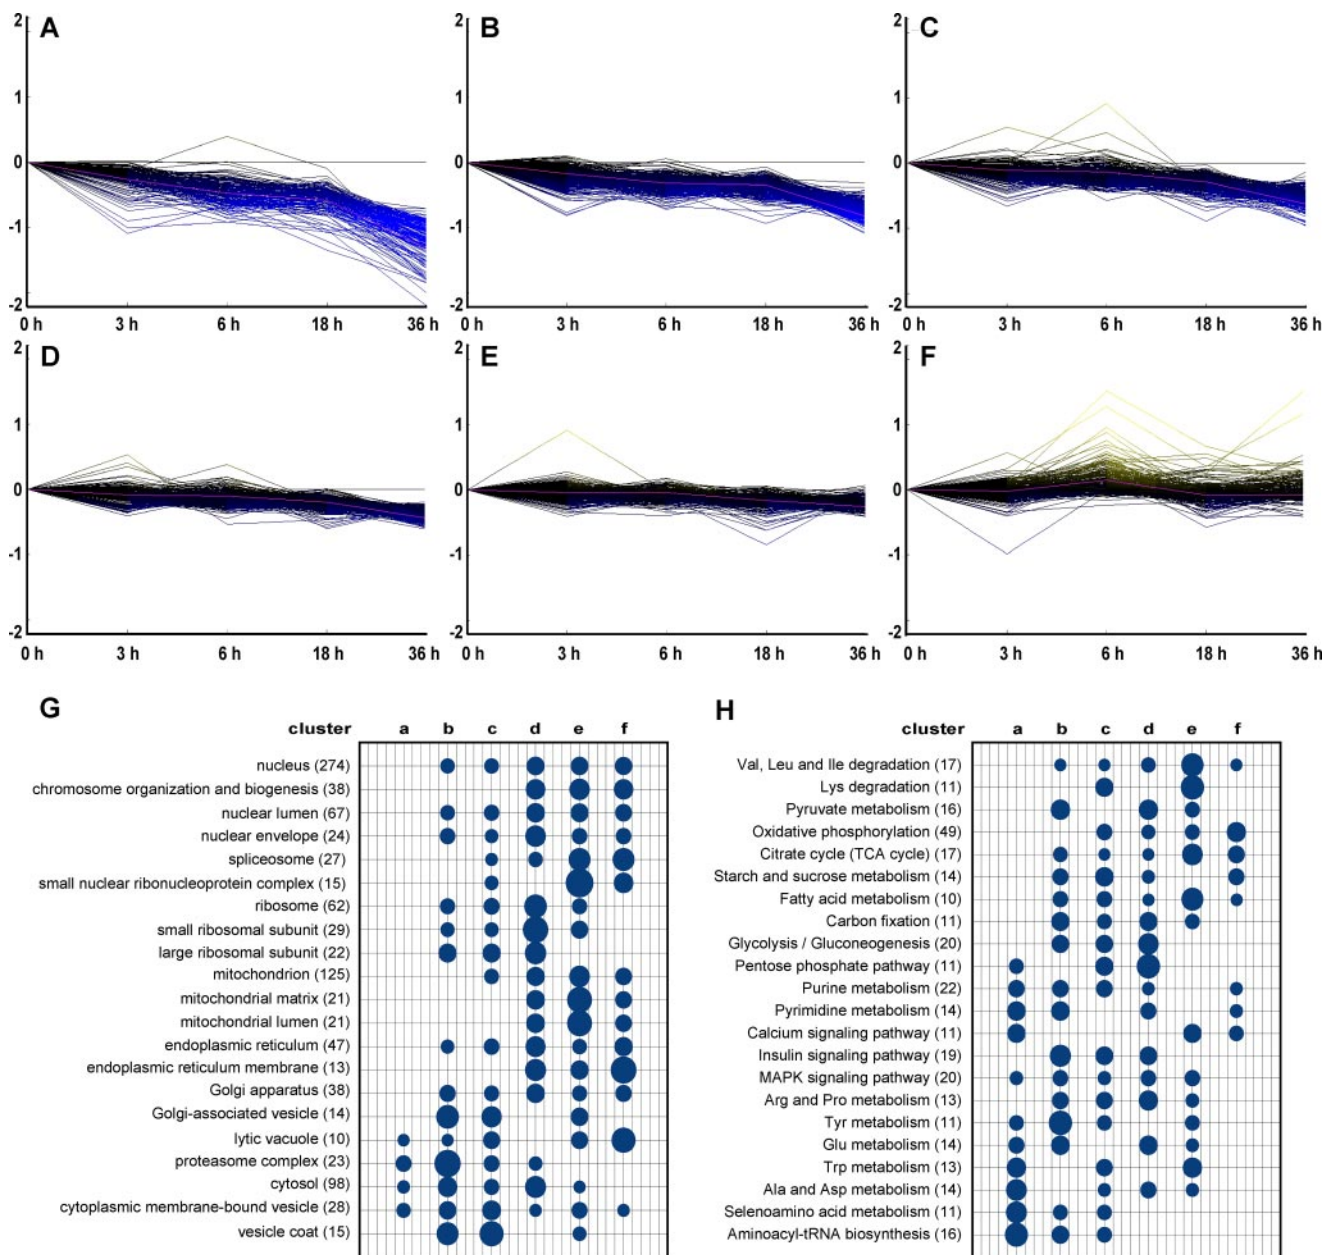 A
B
C
2
1
0
-1
-2
0 h 3 h 6 h 18 h 36 h
2
1
0
-1
-2
0 h 3 h 6 h 18 h 36 h
2
1
0
-1
-2
0 h 3 h 6 h 18 h 36 h
D
E
F
2
1
0
-1
-2
0 h 3 h 6 h 18 h 36 h
2
1
0
-1
-2
0 h 3 h 6 h 18 h 36 h
2
1
0
-1
-2
0 h 3 h 6 h 18 h 36 h
G
cluster a b c d e f
nucleus (274)
chromosome organization and biogenesis (38)
nuclear lumen (67)
nuclear envelope (24)
spliceosome (27)
small nuclear ribonucleoprotein complex (15)
ribosome (62)
small ribosomal subunit (29)
large ribosomal subunit (22)
mitochondrion (125)
mitochondrial matrix (21)
mitochondrial lumen (21)
endoplasmic reticulum (47)
endoplasmic reticulum membrane (13)
Golgi apparatus (38)
Golgi-associated vesicle (14)
lytic vacuole (10)
proteasome complex (23)
cytosol (98)
cytoplasmic membrane-bound vesicle (28)
vesicle coat (15)
H
cluster a b c d e f
Val, Leu and Ile degradation (17)
Lys degradation (11)
Pyruvate metabolism (16)
Oxidative phosphorylation (49)
Citrate cycle (TCA cycle) (17)
Starch and sucrose metabolism (14)
Fatty acid metabolism (10)
Carbon fixation (11)
Glycolysis / Gluconeogenesis (20)
Pentose phosphate pathway (11)
Purine metabolism (22)
Pyrimidine metabolism (14)
Calcium signaling pathway (11)
Insulin signaling pathway (19)
MAPK signaling pathway (20)
Arg and Pro metabolism (13)
Tyr metabolism (11)
Glu metabolism (14)
Trp metabolism (13)
Ala and Asp metabolism (14)
Selenoamino acid metabolism (11)
Aminoacyl-tRNA biosynthesis (16)